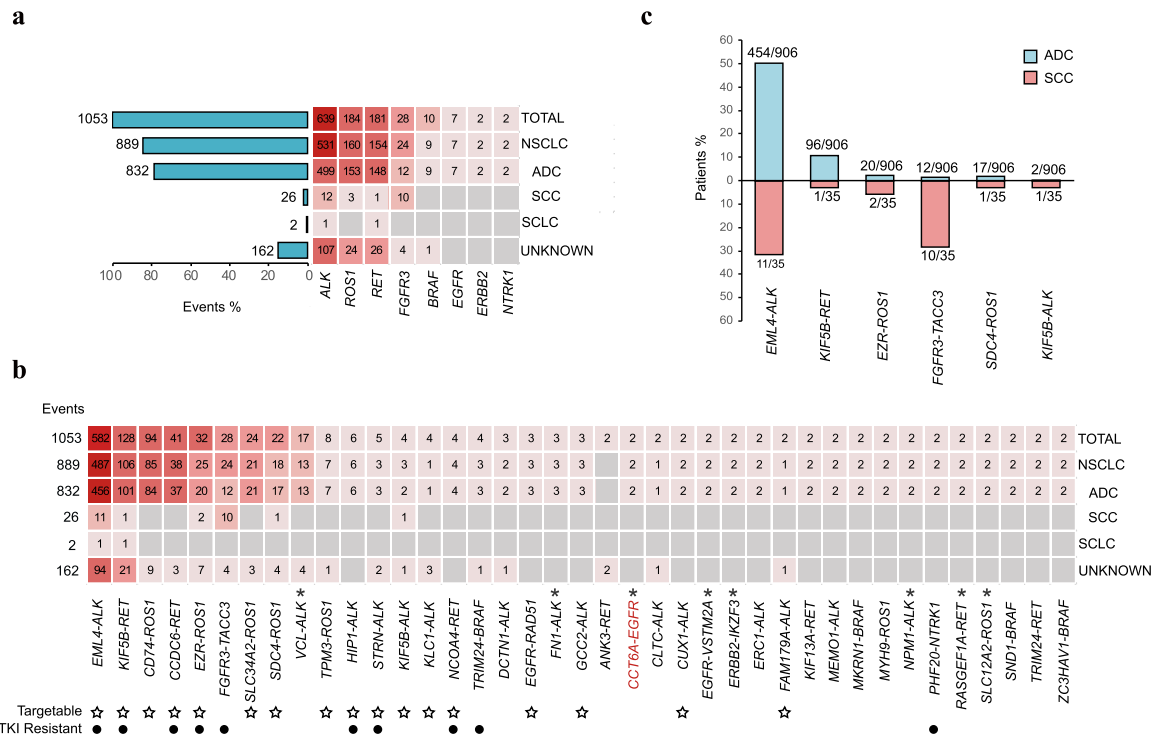 a
1053 639 184 181 28 10 7 2 2 TOTAL
889 531 160 154 24 9 7 2 2 NSCLC
832 499 153 148 12 9 7 2 2 ADC
26 12 3 1 10 SCC
2 1 1 SCLC
162 107 24 26 4 1 UNKNOWN
100 80 60 40 20 0
Events %
ALK
ROS1
RET
FGFR3
BRAF
EGFR
ERBB2
NTRK1
c
60
50
40
30
20
10
0
10
20
30
40
50
60
Patients %
ADC
SCC
454/906
96/906
20/906
12/906
17/906
2/906
11/35
1/35
2/35
10/35
1/35
1/35
EML4-ALK
KIF5B-RET
EZR-ROS1
FGFR3-TACC3
SDC4-ROS1
KIF5B-ALK
b
Events
1053 582 128 94 41 32 28 24 22 17 8 6 5 4 4 4 4 3 3 3 3 2 2 2 2 2 2 2 2 2 2 2 2 2 2 2 2 2 2 2 TOTAL
889 487 106 85 38 25 24 21 18 13 7 6 3 3 1 4 3 2 3 3 3 2 1 2 2 2 2 1 2 2 2 2 2 2 2 2 2 2 2 NSCLC
832 456 101 84 37 20 12 21 17 13 7 6 3 2 1 4 3 2 3 3 3 2 1 2 2 2 2 1 2 2 2 2 2 2 2 2 2 2 2 ADC
26 11 1 2 10 1 1 SCC
2 1 1 SCLC
162 94 21 9 3 7 4 3 4 4 1 2 1 3 1 1 2 1 1 UNKNOWN
EML4-ALK
KIF5B-RET
CD74-ROS1
CCDC6-RET
EZR-ROS1
FGFR3-TACC3
SLC34A2-ROS1
SDC4-ROS1
VCL-ALK*
TPM3-ROS1
HIP1-ALK
STRN-ALK
KIF5B-ALK
KLC1-ALK
NCOA4-RET
TRIM24-BRAF
DCTN1-ALK
EGFR-RAD51
FN1-ALK*
GCC2-ALK
ANK3-RET
CCT6A-EGFR*
CLTC-ALK
CUX1-ALK
EGFR-VSTM2A*
ERBB2-IKZF3*
ERC1-ALK
FAM179A-ALK
KIF13A-RET
MEMO1-ALK
MKRN1-BRAF
MYH9-ROS1
NPM1-ALK*
PHF20-NTRK1
RASGEF1A-RET*
SLC12A2-ROS1*
SND1-BRAF
TRIM24-RET
ZC3HAV1-BRAF
Targetable
TKI Resistant